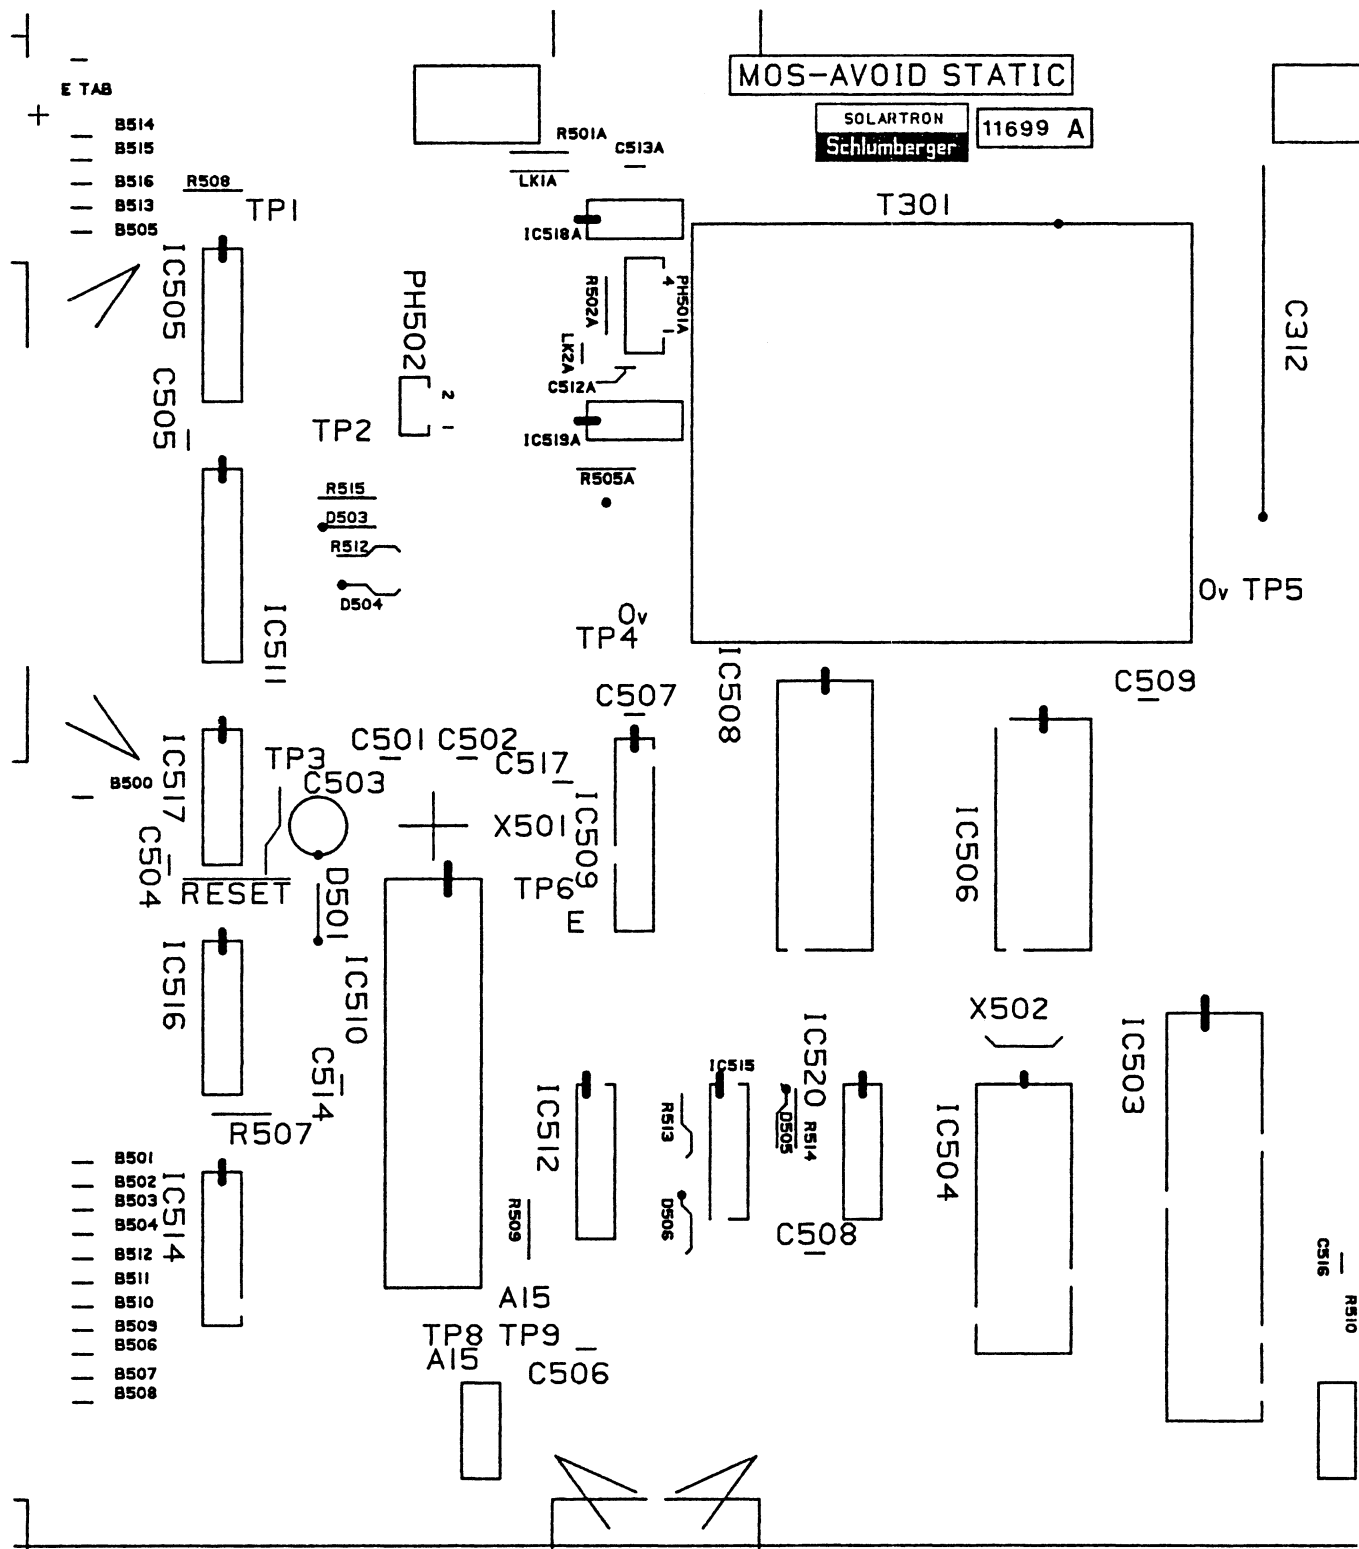 MOS-AVOID STATIC
E TAB
SOLARTRON
Schlumberger
11699 A
B514
B515
B516
B513
B505
R508
TP1
R501A
C513A
LK1A
IC518A
T301
IC505
PH502
R502A
4
1
PH501A
LK2A
C512A
C312
C505
2
1
TP2
IC519A
R505A
R515
D503
R512
D504
IC511
0v
TP4
0v TP5
C507
IC508
C509
C501
C502
C517
TP3
C503
B500
IC517
X501
IC509
IC506
C504
RESET
D501
TP6
E
IC516
IC510
X502
IC503
C514
IC515
IC520
IC512
R513
D505
R514
IC504
R507
B501
B502
B503
B504
B512
B511
B510
B509
B506
B507
B508
IC514
R509
D506
C508
C516
R510
A15
TP8
TP9
A15
C506